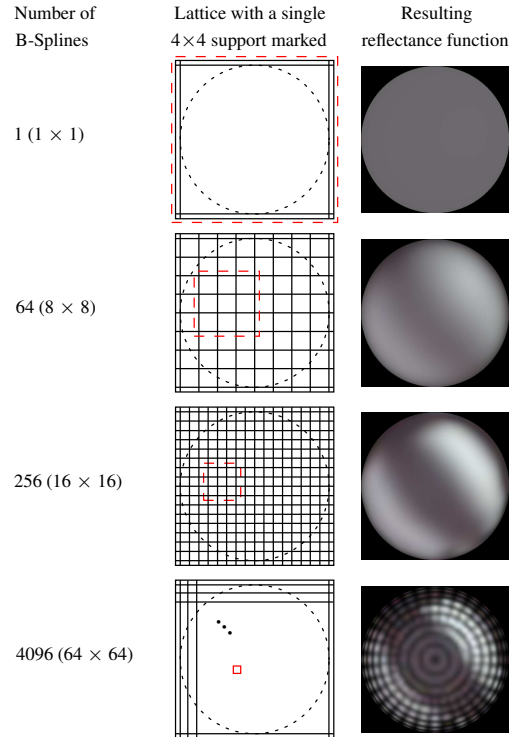 Number of
B-Splines
Lattice with a single
4×4 support marked
Resulting
reflectance function
1 (1 × 1)
64 (8 × 8)
256 (16 × 16)
4096 (64 × 64)